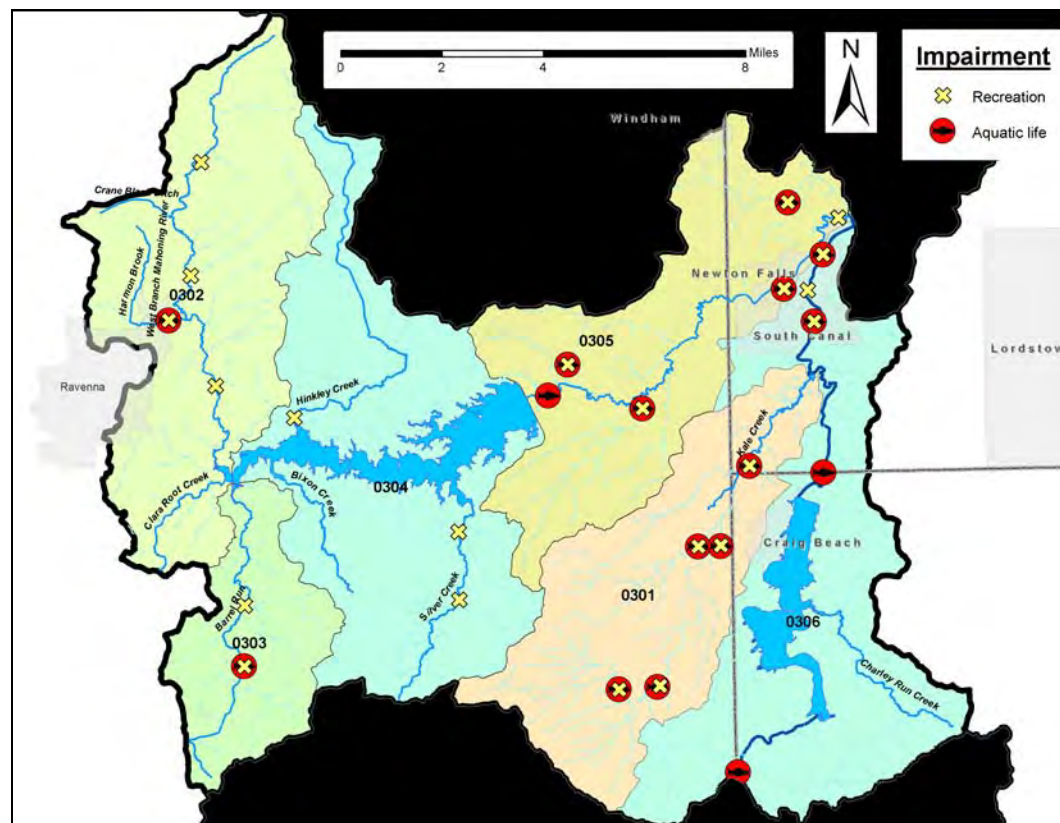 Miles
0 2 4 8
N
Impairment
Recreation
Aquatic life
Windham
Crane Bla
tch
West Branch Mahoning River
Harmon Brook
0302
Newton Falls
South Canal
Lordstow
0305
Ravenna
Hinkley Creek
Kale Creek
0304
Bixon Creek
Clara Root Creek
Craig Beach
Silver Creek
0301
0306
Barrel Run
0303
Charley Run Creek